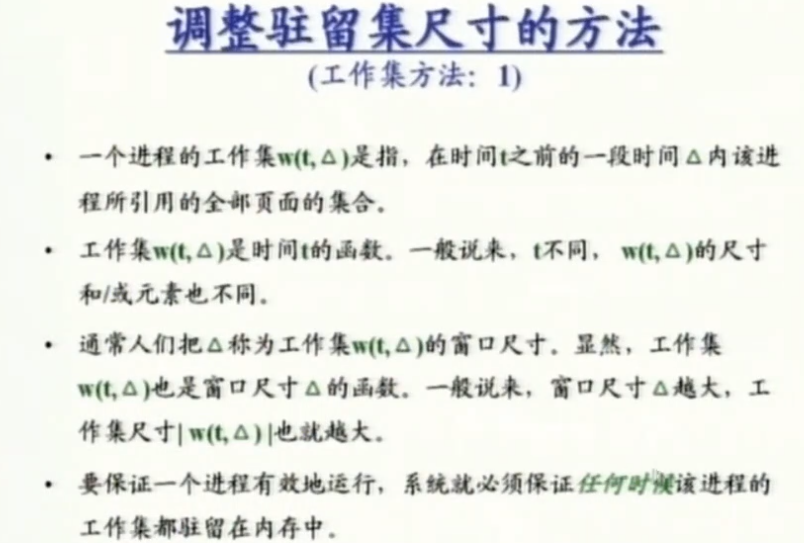 调整驻留集尺寸的方法
(工作集方法：1)
• 一个进程的工作集w(t,△)是指，在时间t之前的一段时间△内该进
程所引用的全部页面的集合。
• 工作集w(t,△)是时间t的函数。一般说来，t不同， w(t,△)的尺寸
和/或元素也不同。
• 通常人们把△称为工作集w(t,△)的窗口尺寸。显然，工作集
w(t,△)也是窗口尺寸△的函数。一般说来，窗口尺寸△越大，工
作集尺寸| w(t,△) |也就越大。
• 要保证一个进程有效地运行，系统就必须保证任何时候该进程的
工作集都驻留在内存中。